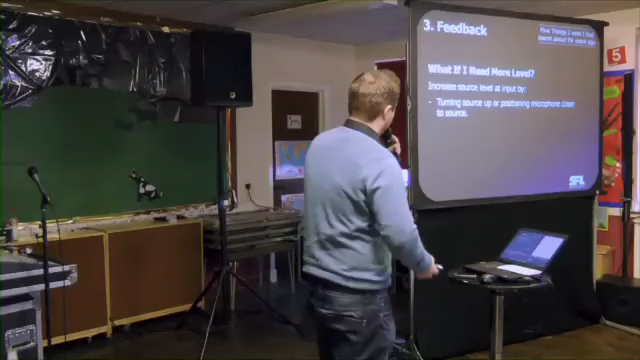 3. Feedback
Five Things I wish I had
learnt about PA years ago
What If I Need More Level?
Increase source level at input by:
- Turning source up or positioning microphone closer
to source.
SFL
5